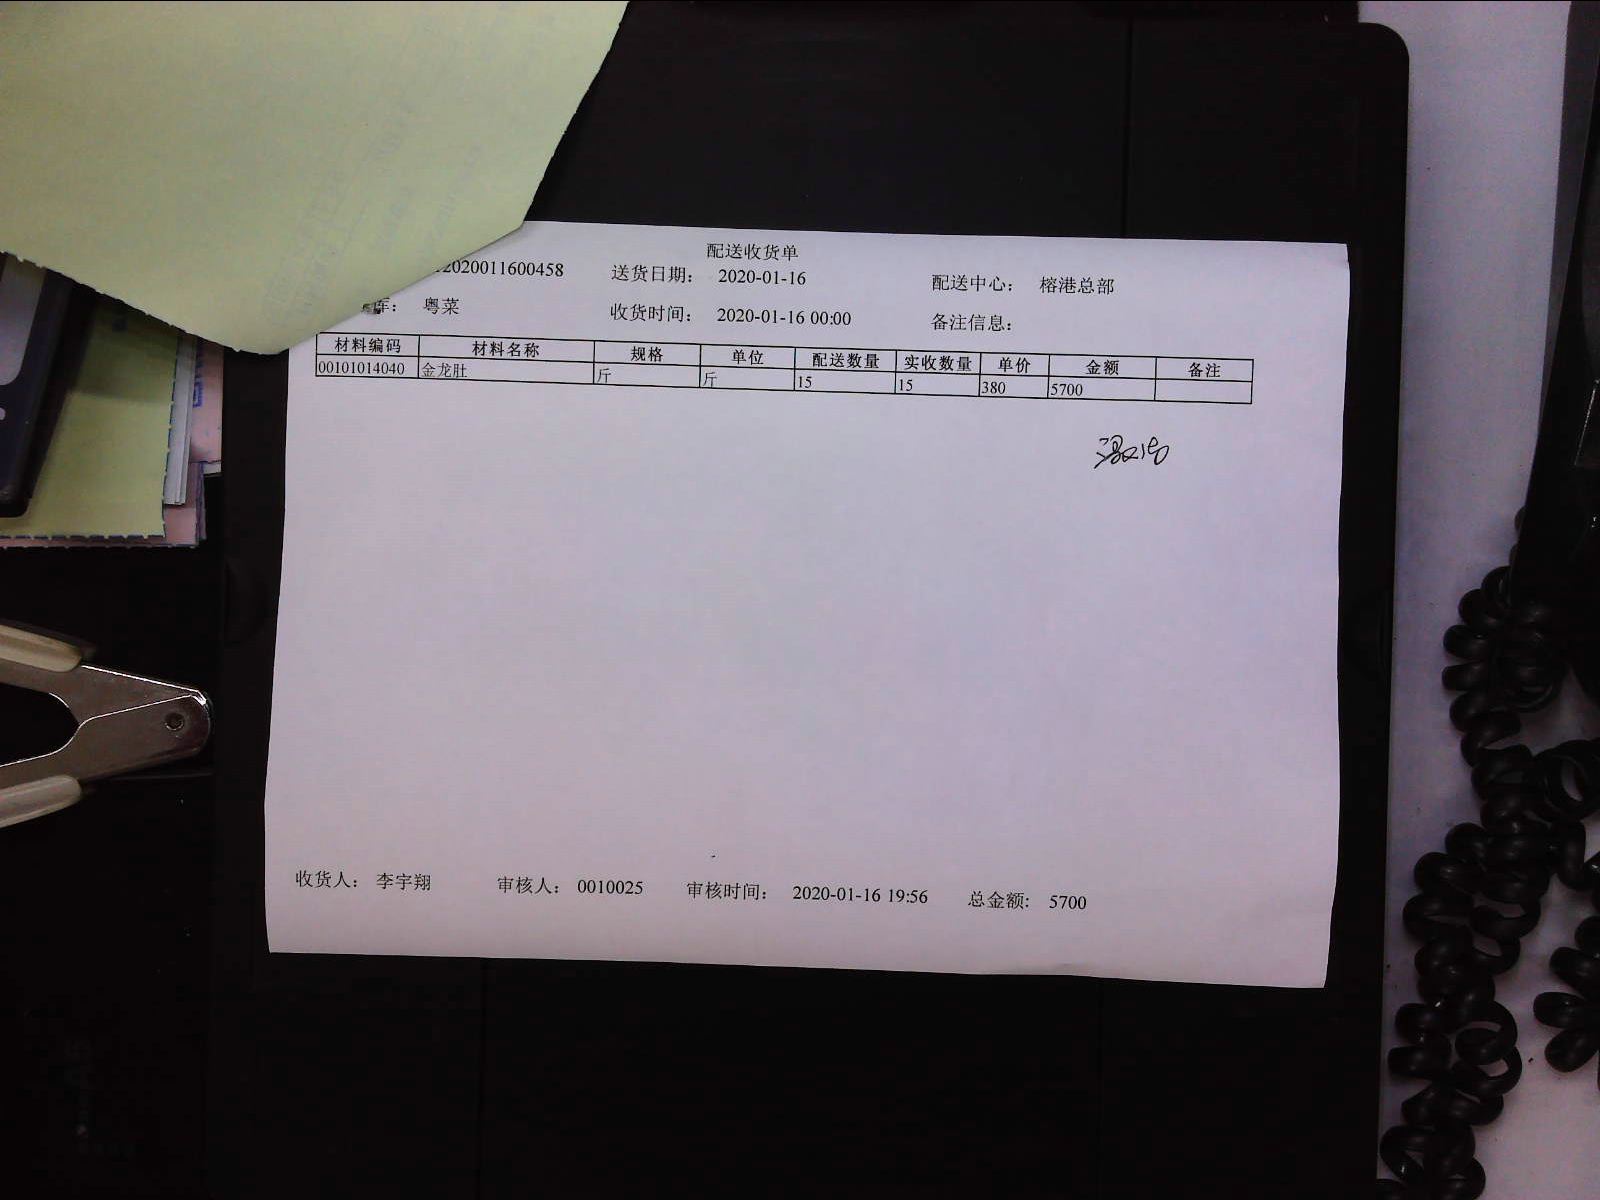 配送收货单
2020011600458 送货日期： 2020-01-16 配送中心： 榕港总部
库： 粤菜 收货时间： 2020-01-16 00:00 备注信息：
材料编码 材料名称 规格 单位 配送数量 实收数量 单价 金额 备注
00101014040 金龙肚 斤 斤 15 15 380 5700
收货人： 李宇翔 审核人： 0010025 审核时间： 2020-01-16 19:56 总金额： 5700